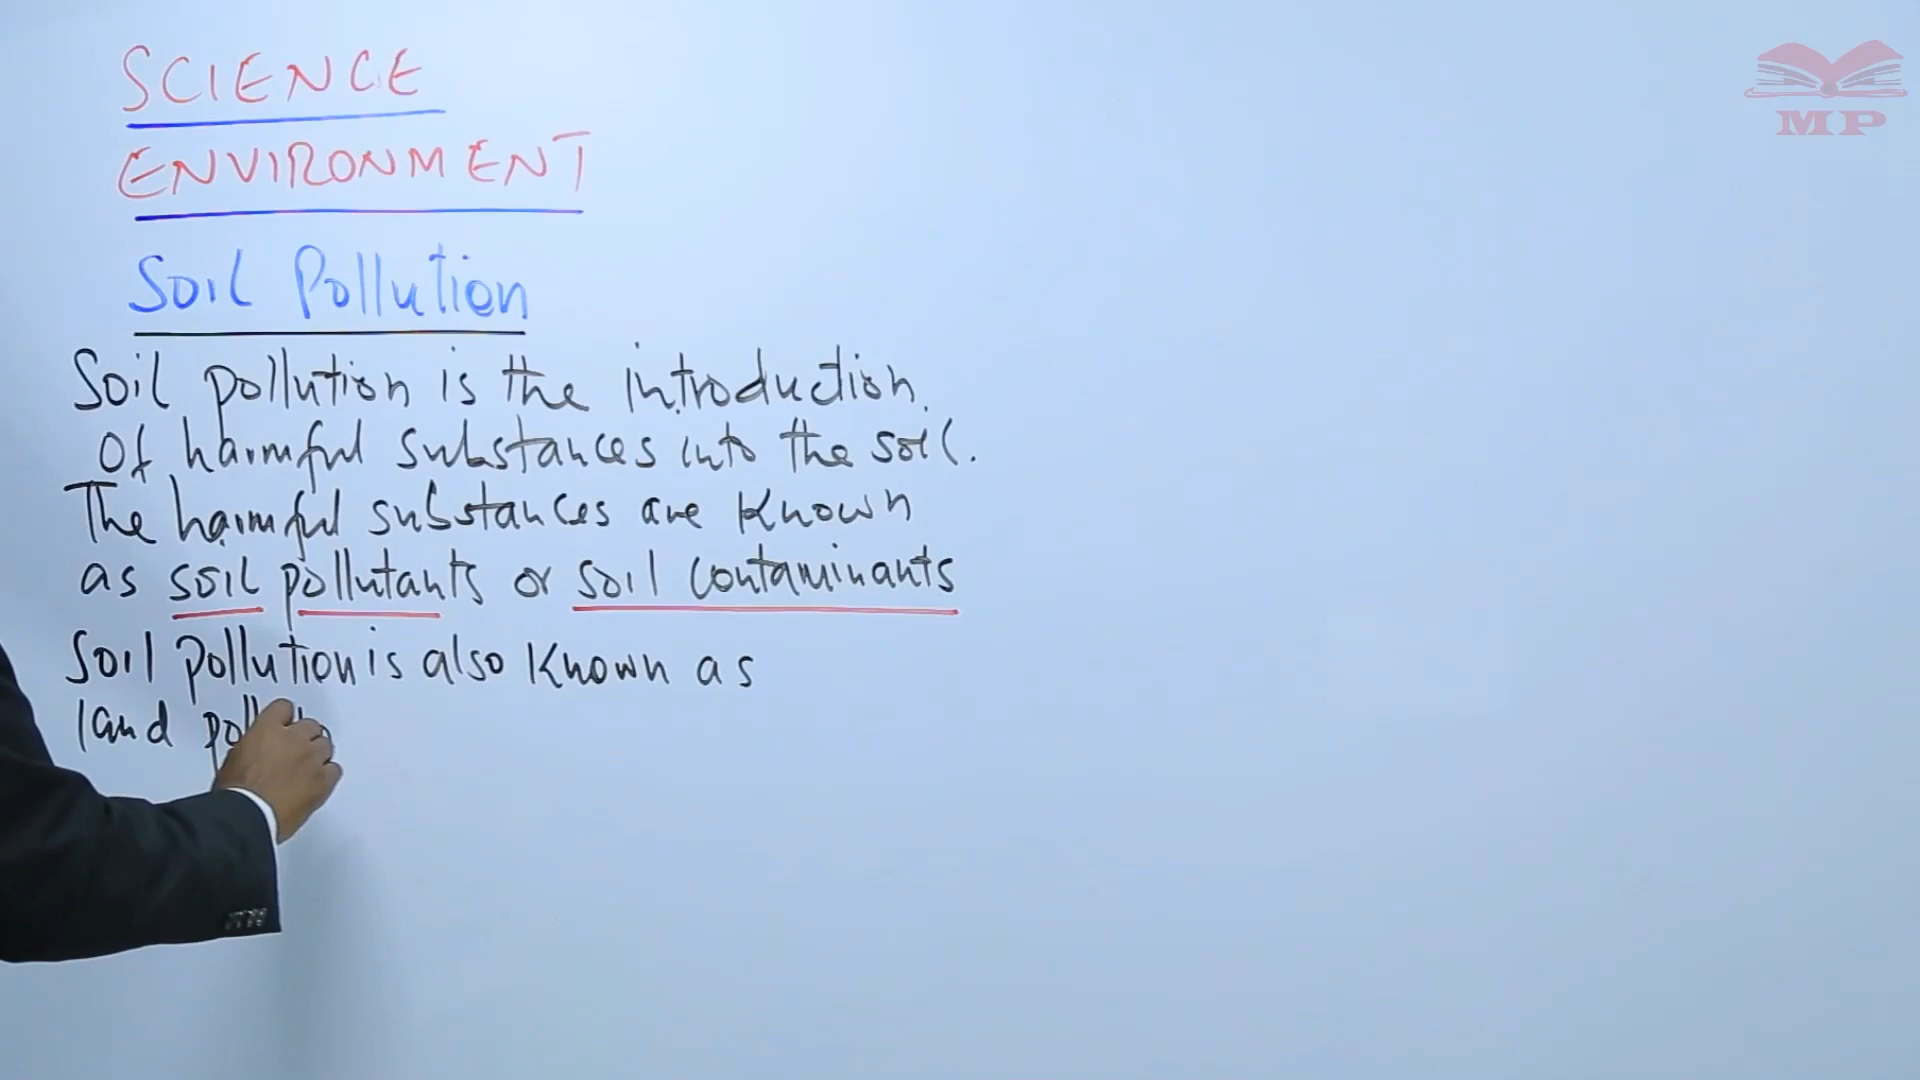 SCIENCE
ENVIRONMENT
Soil Pollution
Soil pollution is the introduction
of harmful substances into the soil.
The harmful substances are known
as soil pollutants or soil contaminants
Soil pollution is also known as
land
MP